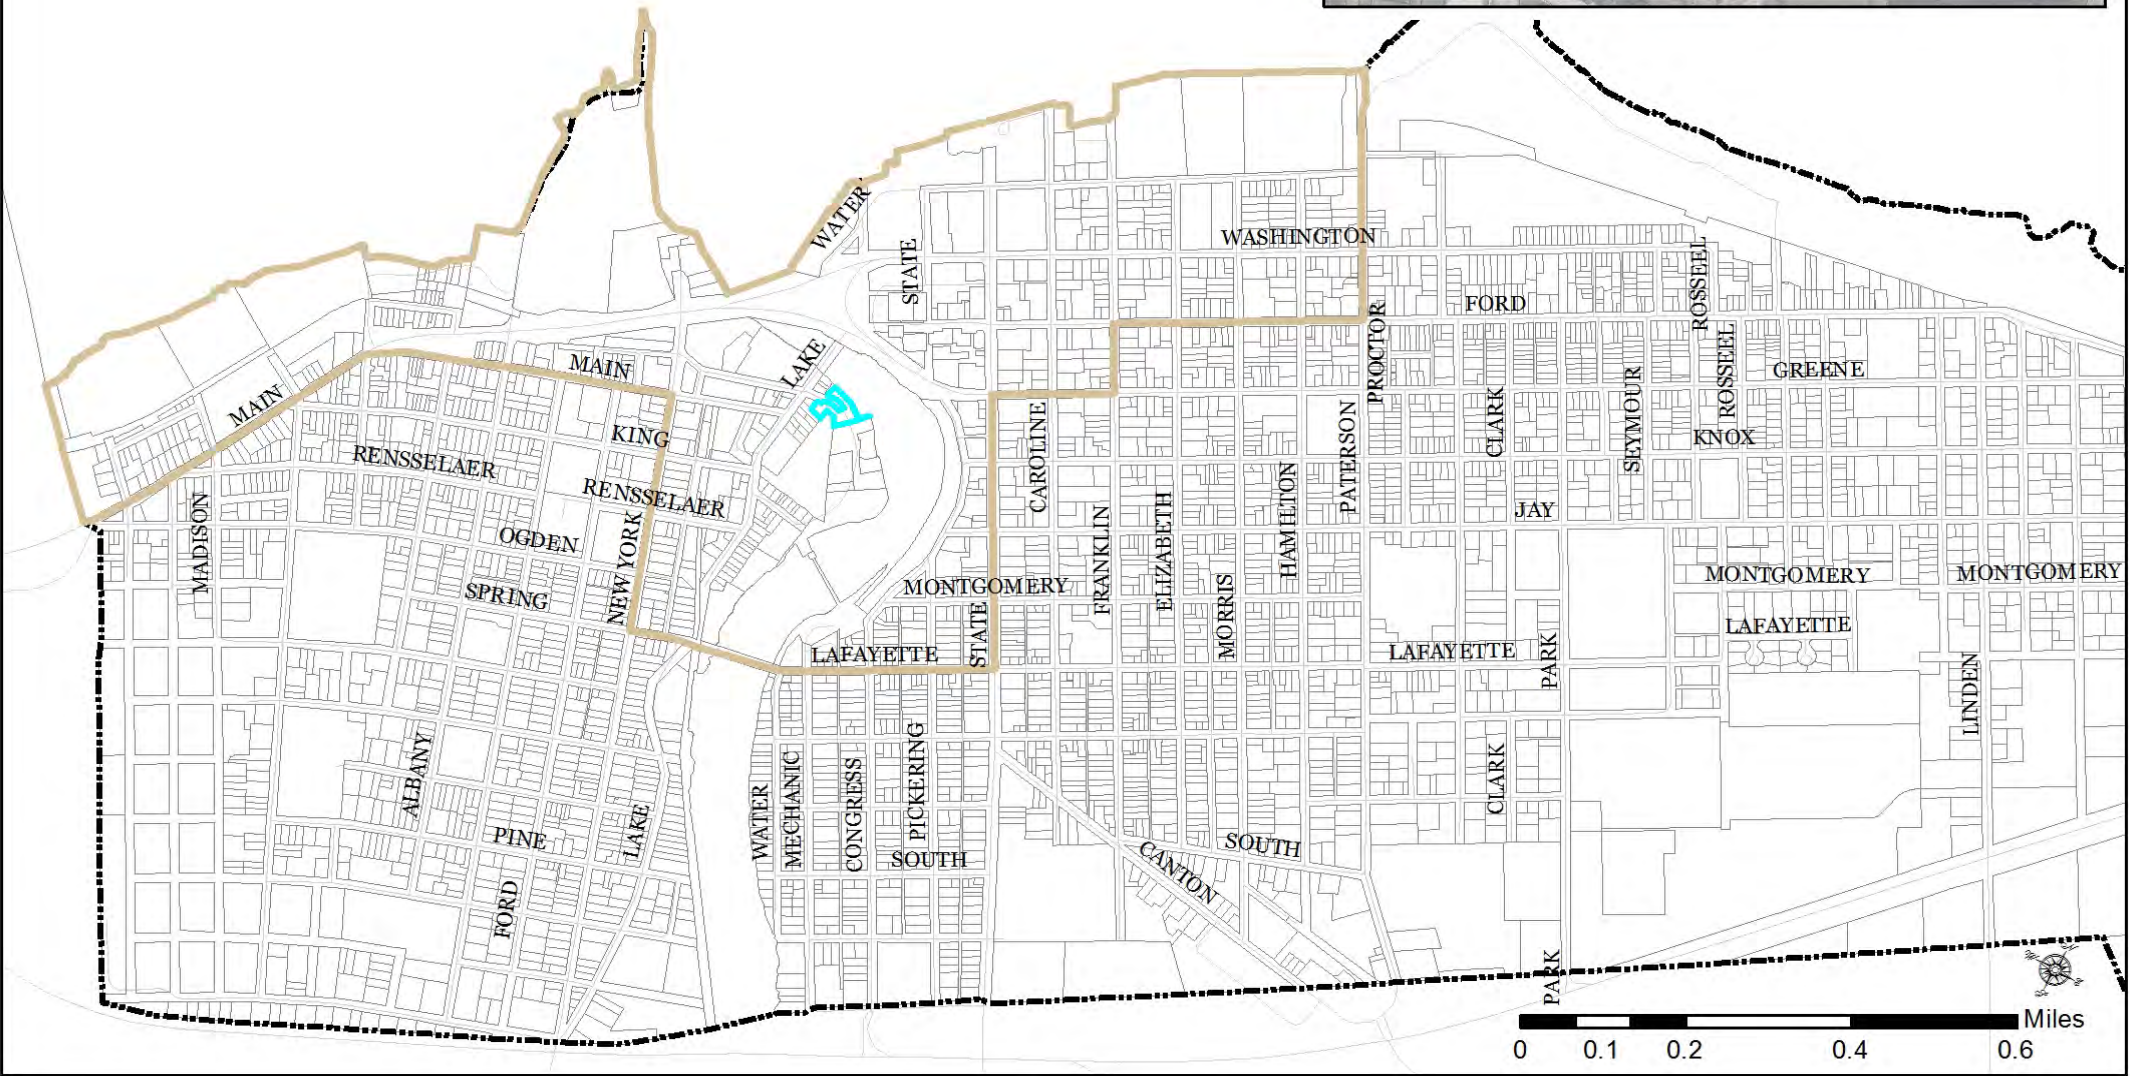 WATER
WASHINGTON
STATE
ROSSEEL
FORD
PROCTOR
LAKE
MAIN
ROSSEEL
GREENE
MAIN
SEYMOUR
CLARK
KING
CAROLINE
PATERSON
KNOX
RENSSELAER
RENSSELAER
HAMILTON
JAY
MADISON
OGDEN
NEW YORK
FRANKLIN
ELIZABETH
MONTGOMERY
MONTGOMERY
MONTGOMERY
SPRING
MORRIS
STATE
LAFAYETTE
LAFAYETTE
LAFAYETTE
PARK
LINDEN
ALBANY
PICKERING
CLARK
WATER
MECHANIC
CONGRESS
LAKE
PINE
SOUTH
SOUTH
CANTON
FORD
PARK
Miles
0 0.1 0.2 0.4 0.6